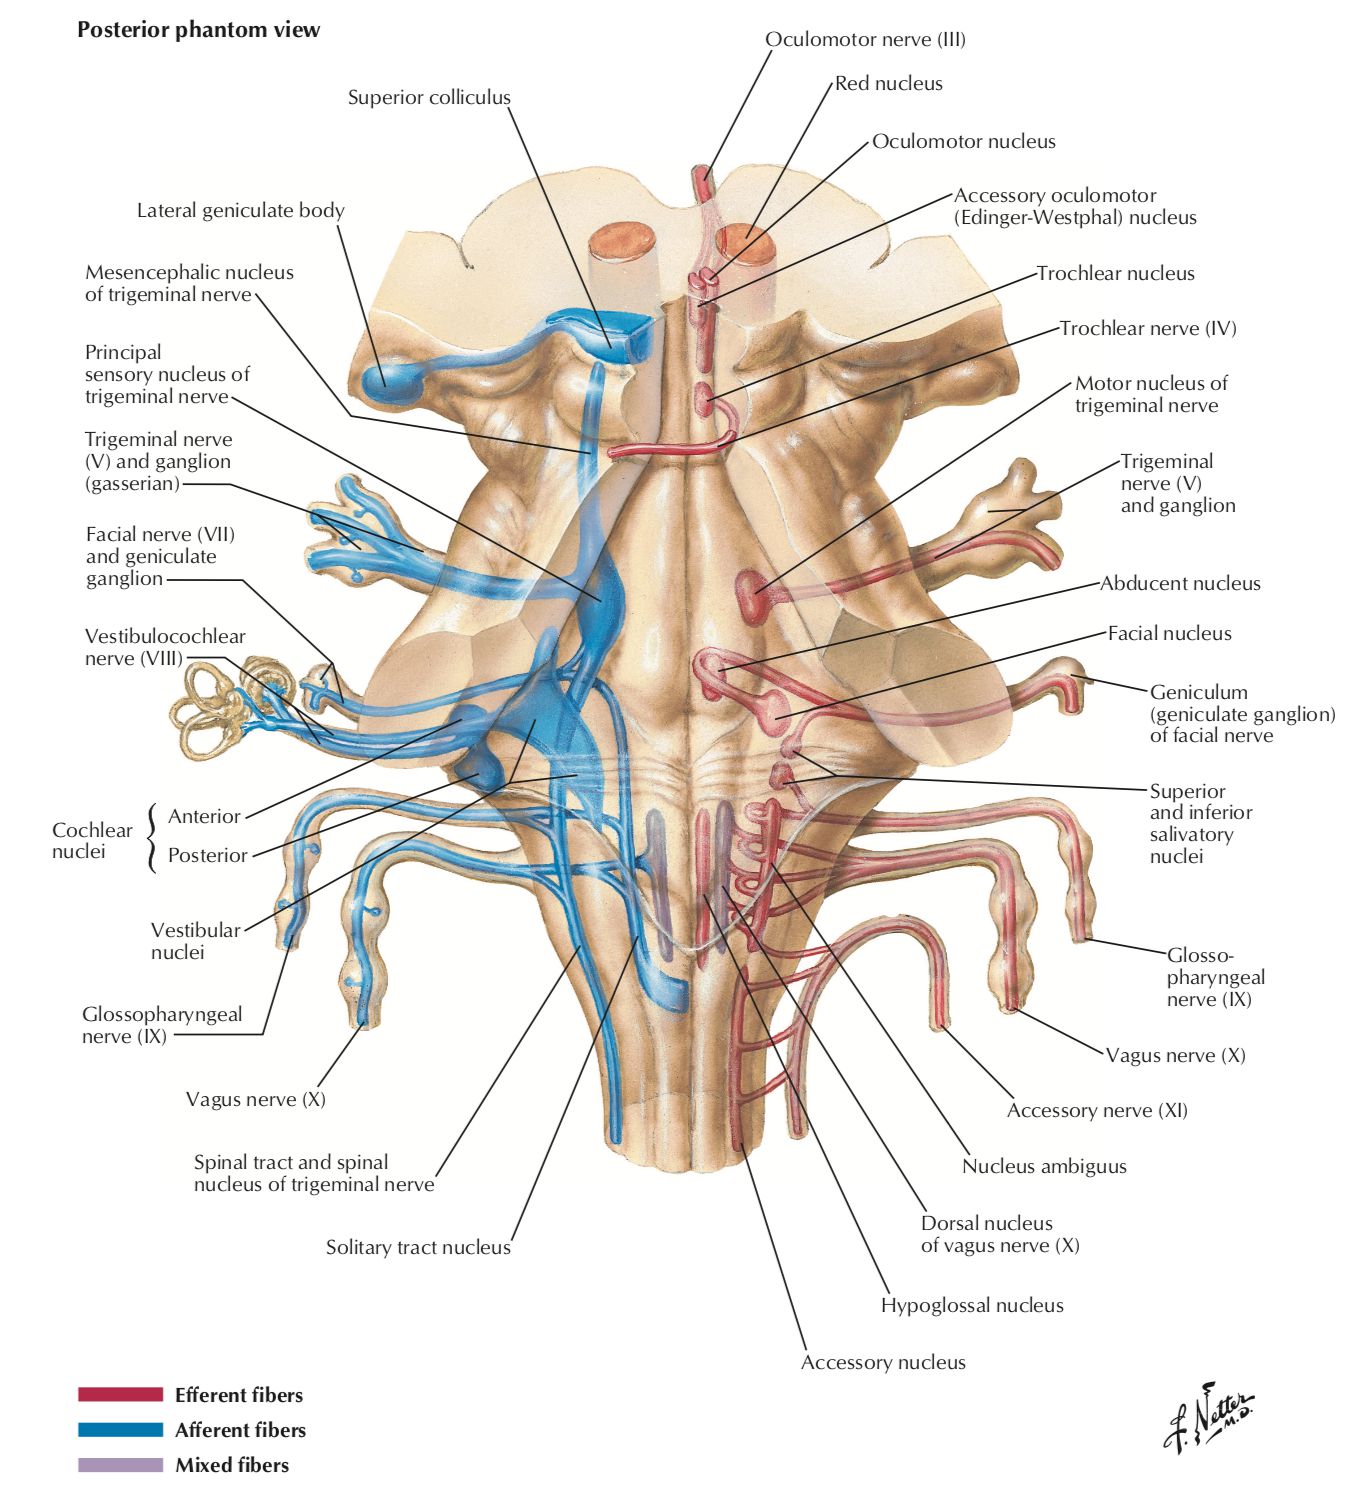 Posterior phantom view
Oculomotor nerve (III)
Red nucleus
Superior colliculus
Oculomotor nucleus
Accessory oculomotor
(Edinger-Westphal) nucleus
Lateral geniculate body
Mesencephalic nucleus
of trigeminal nerve
Trochlear nucleus
Trochlear nerve (IV)
Principal
sensory nucleus of
trigeminal nerve
Motor nucleus of
trigeminal nerve
Trigeminal nerve
(V) and ganglion
(gasserian)
Trigeminal
nerve (V)
and ganglion
Facial nerve (VII)
and geniculate
ganglion
Abducent nucleus
Facial nucleus
Vestibulocochlear
nerve (VIII)
Geniculum
(geniculate ganglion)
of facial nerve
Superior
and inferior
salivatory
nuclei
Cochlear
nuclei
Anterior
Posterior
Vestibular
nuclei
Glosso-
pharyngeal
nerve (IX)
Glossopharyngeal
nerve (IX)
Vagus nerve (X)
Vagus nerve (X)
Accessory nerve (XI)
Spinal tract and spinal
nucleus of trigeminal nerve
Nucleus ambiguus
Solitary tract nucleus
Dorsal nucleus
of vagus nerve (X)
Hypoglossal nucleus
Accessory nucleus
Efferent fibers
Afferent fibers
Mixed fibers
F. Netter
M.D.